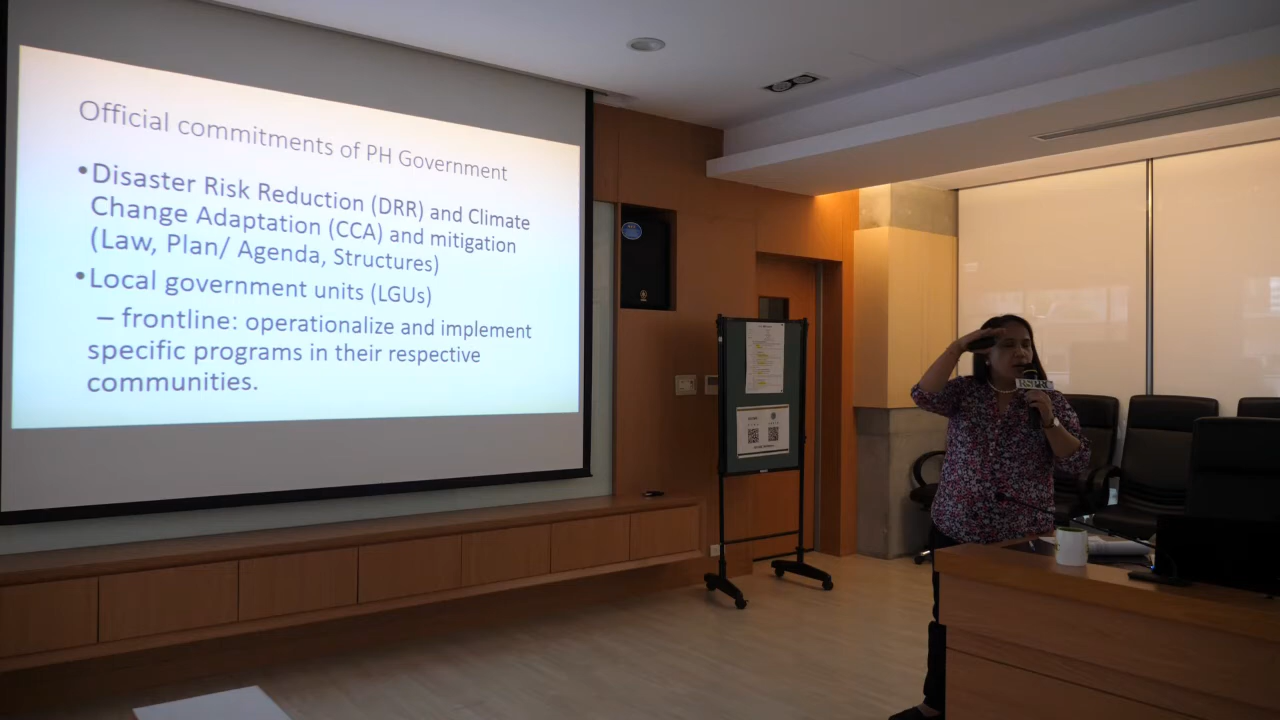 Official commitments of PH Government
•Disaster Risk Reduction (DRR) and Climate
Change Adaptation (CCA) and mitigation
(Law, Plan/ Agenda, Structures)
•Local government units (LGUs)
– frontline: operationalize and implement
specific programs in their respective
communities.
RSPRC